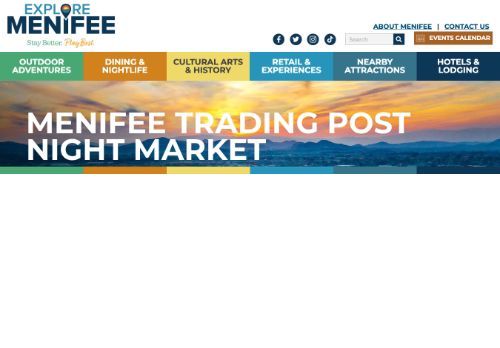 EXPLORE
MENIFEE
Stay Better. Play Best.
ABOUT MENIFEE | CONTACT US
Search
EVENTS CALENDAR
OUTDOOR
ADVENTURES
DINING &
NIGHTLIFE
CULTURAL ARTS
& HISTORY
RETAIL &
EXPERIENCES
NEARBY
ATTRACTIONS
HOTELS &
LODGING
MENIFEE TRADING POST
NIGHT MARKET